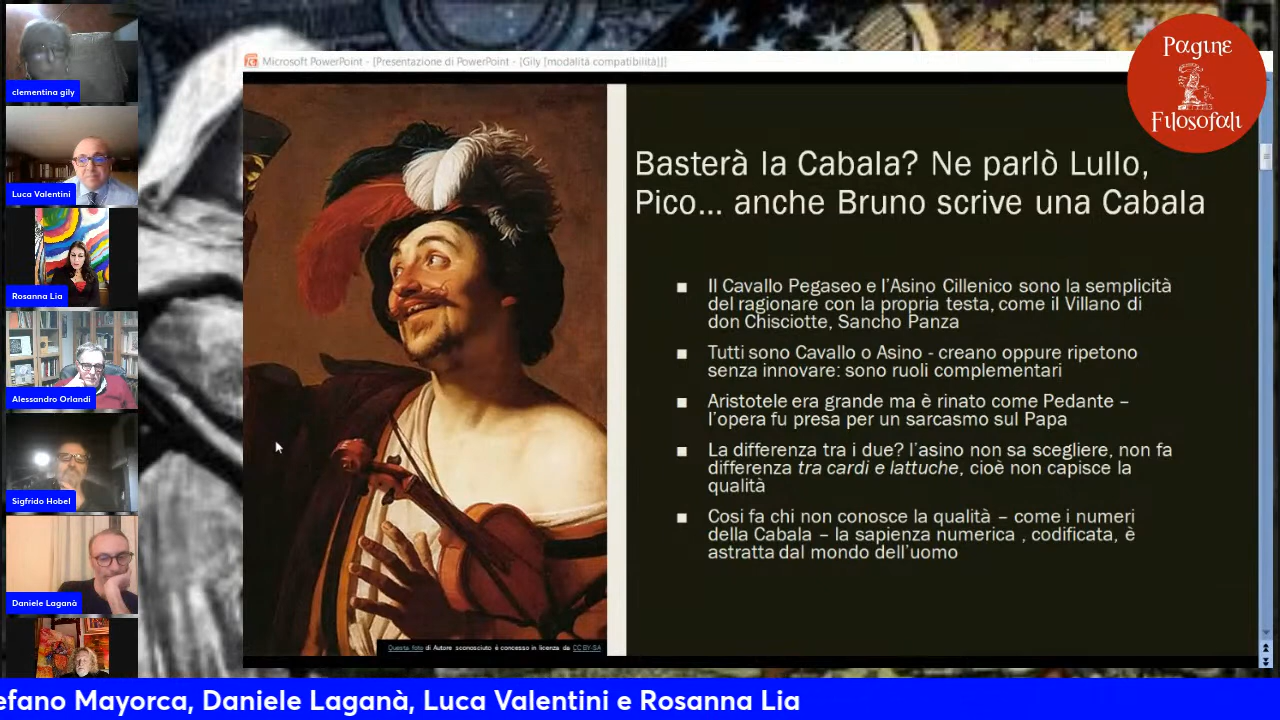 clementina gily
Luca Valentini
Rosanna Lia
Alessandro Orlandi
Sigfrido Hobel
Daniele Laganà
Microsoft PowerPoint - [Presentazione di PowerPoint - [Gily [modalità compatibilità]]]
Pagine
Filosofali
Basterà la Cabala? Ne parlò Lullo,
Pico... anche Bruno scrive una Cabala
■ Il Cavallo Pegaseo e l'Asino Cillenico sono la semplicità
del ragionare con la propria testa, come il Villano di
don Chisciotte, Sancho Panza
■ Tutti sono Cavallo o Asino - creano oppure ripetono
senza innovare: sono ruoli complementari
■ Aristotele era grande ma è rinato come Pedante –
l'opera fu presa per un sarcasmo sul Papa
■ La differenza tra i due? l'asino non sa scegliere, non fa
differenza tra cardi e lattuche, cioè non capisce la
qualità
■ Cosi fa chi non conosce la qualità – come i numeri
della Cabala – la sapienza numerica , codificata, è
astratta dal mondo dell'uomo
Questa foto di Autore sconosciuto è concesso in licenza da CC BY-SA
efano Mayorca, Daniele Laganà, Luca Valentini e Rosanna Lia